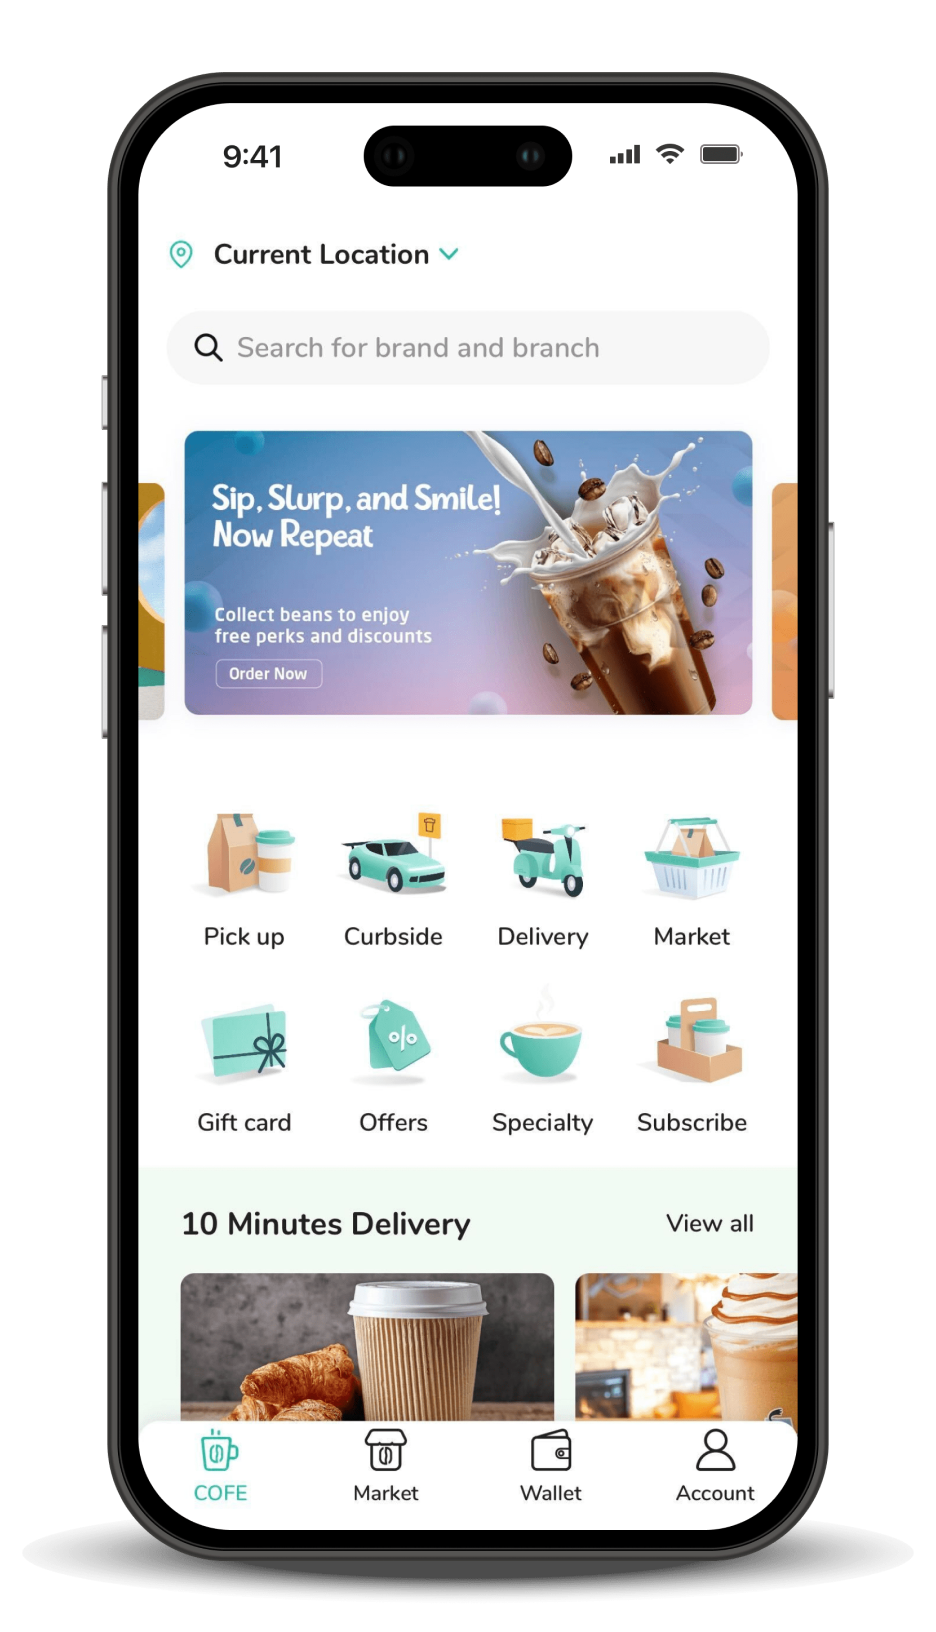 9:41
Current Location
Search for brand and branch
Sip, Slurp, and Smile!
Now Repeat
Collect beans to enjoy
free perks and discounts
Order Now
Pick up
Curbside
Delivery
Market
Gift card
Offers
%
Specialty
Subscribe
10 Minutes Delivery
View all
COFE
Market
Wallet
Account